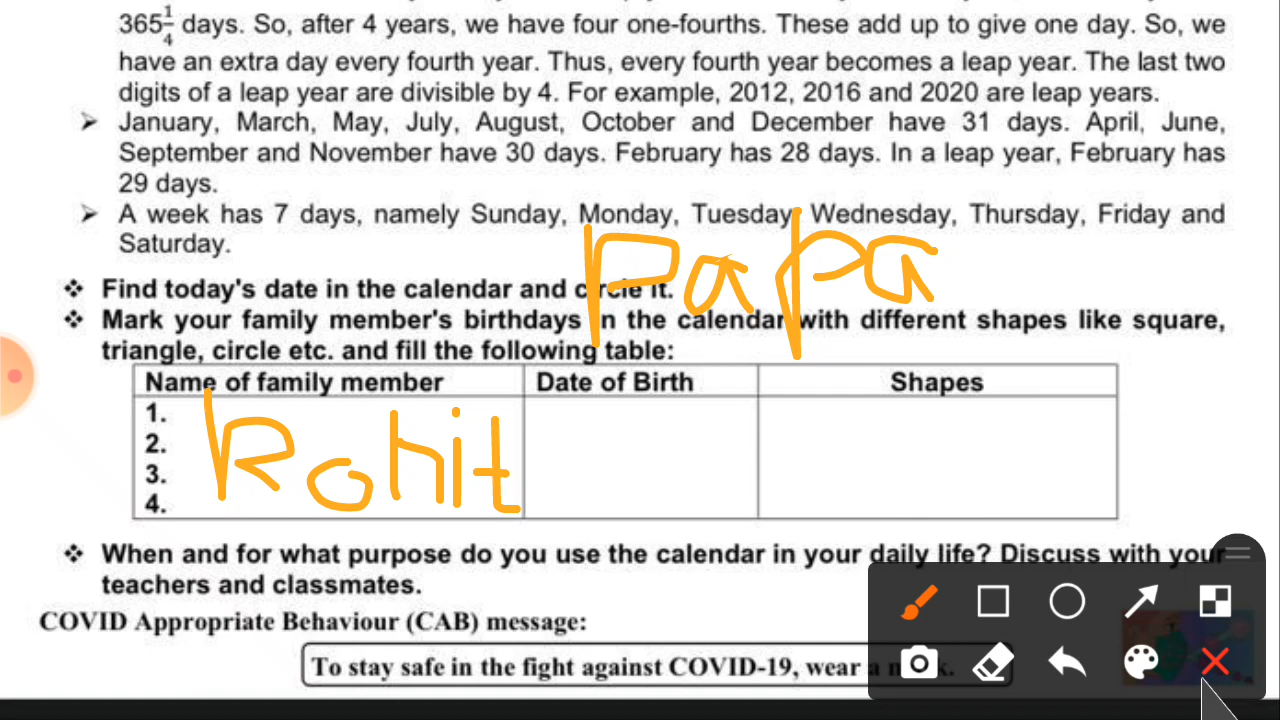 365 1/4 days. So, after 4 years, we have four one-fourths. These add up to give one day. So, we
have an extra day every fourth year. Thus, every fourth year becomes a leap year. The last two
digits of a leap year are divisible by 4. For example, 2012, 2016 and 2020 are leap years.
➢ January, March, May, July, August, October and December have 31 days. April, June,
September and November have 30 days. February has 28 days. In a leap year, February has
29 days.
➢ A week has 7 days, namely Sunday, Monday, Tuesday, Wednesday, Thursday, Friday and
Saturday.
Papa
❖ Find today's date in the calendar and circle it.
❖ Mark your family member's birthdays in the calendar with different shapes like square,
triangle, circle etc. and fill the following table:
Name of family member Date of Birth Shapes
1.
2.
3.
4.
Rohit
❖ When and for what purpose do you use the calendar in your daily life? Discuss with your
teachers and classmates.
COVID Appropriate Behaviour (CAB) message:
To stay safe in the fight against COVID-19, wear a